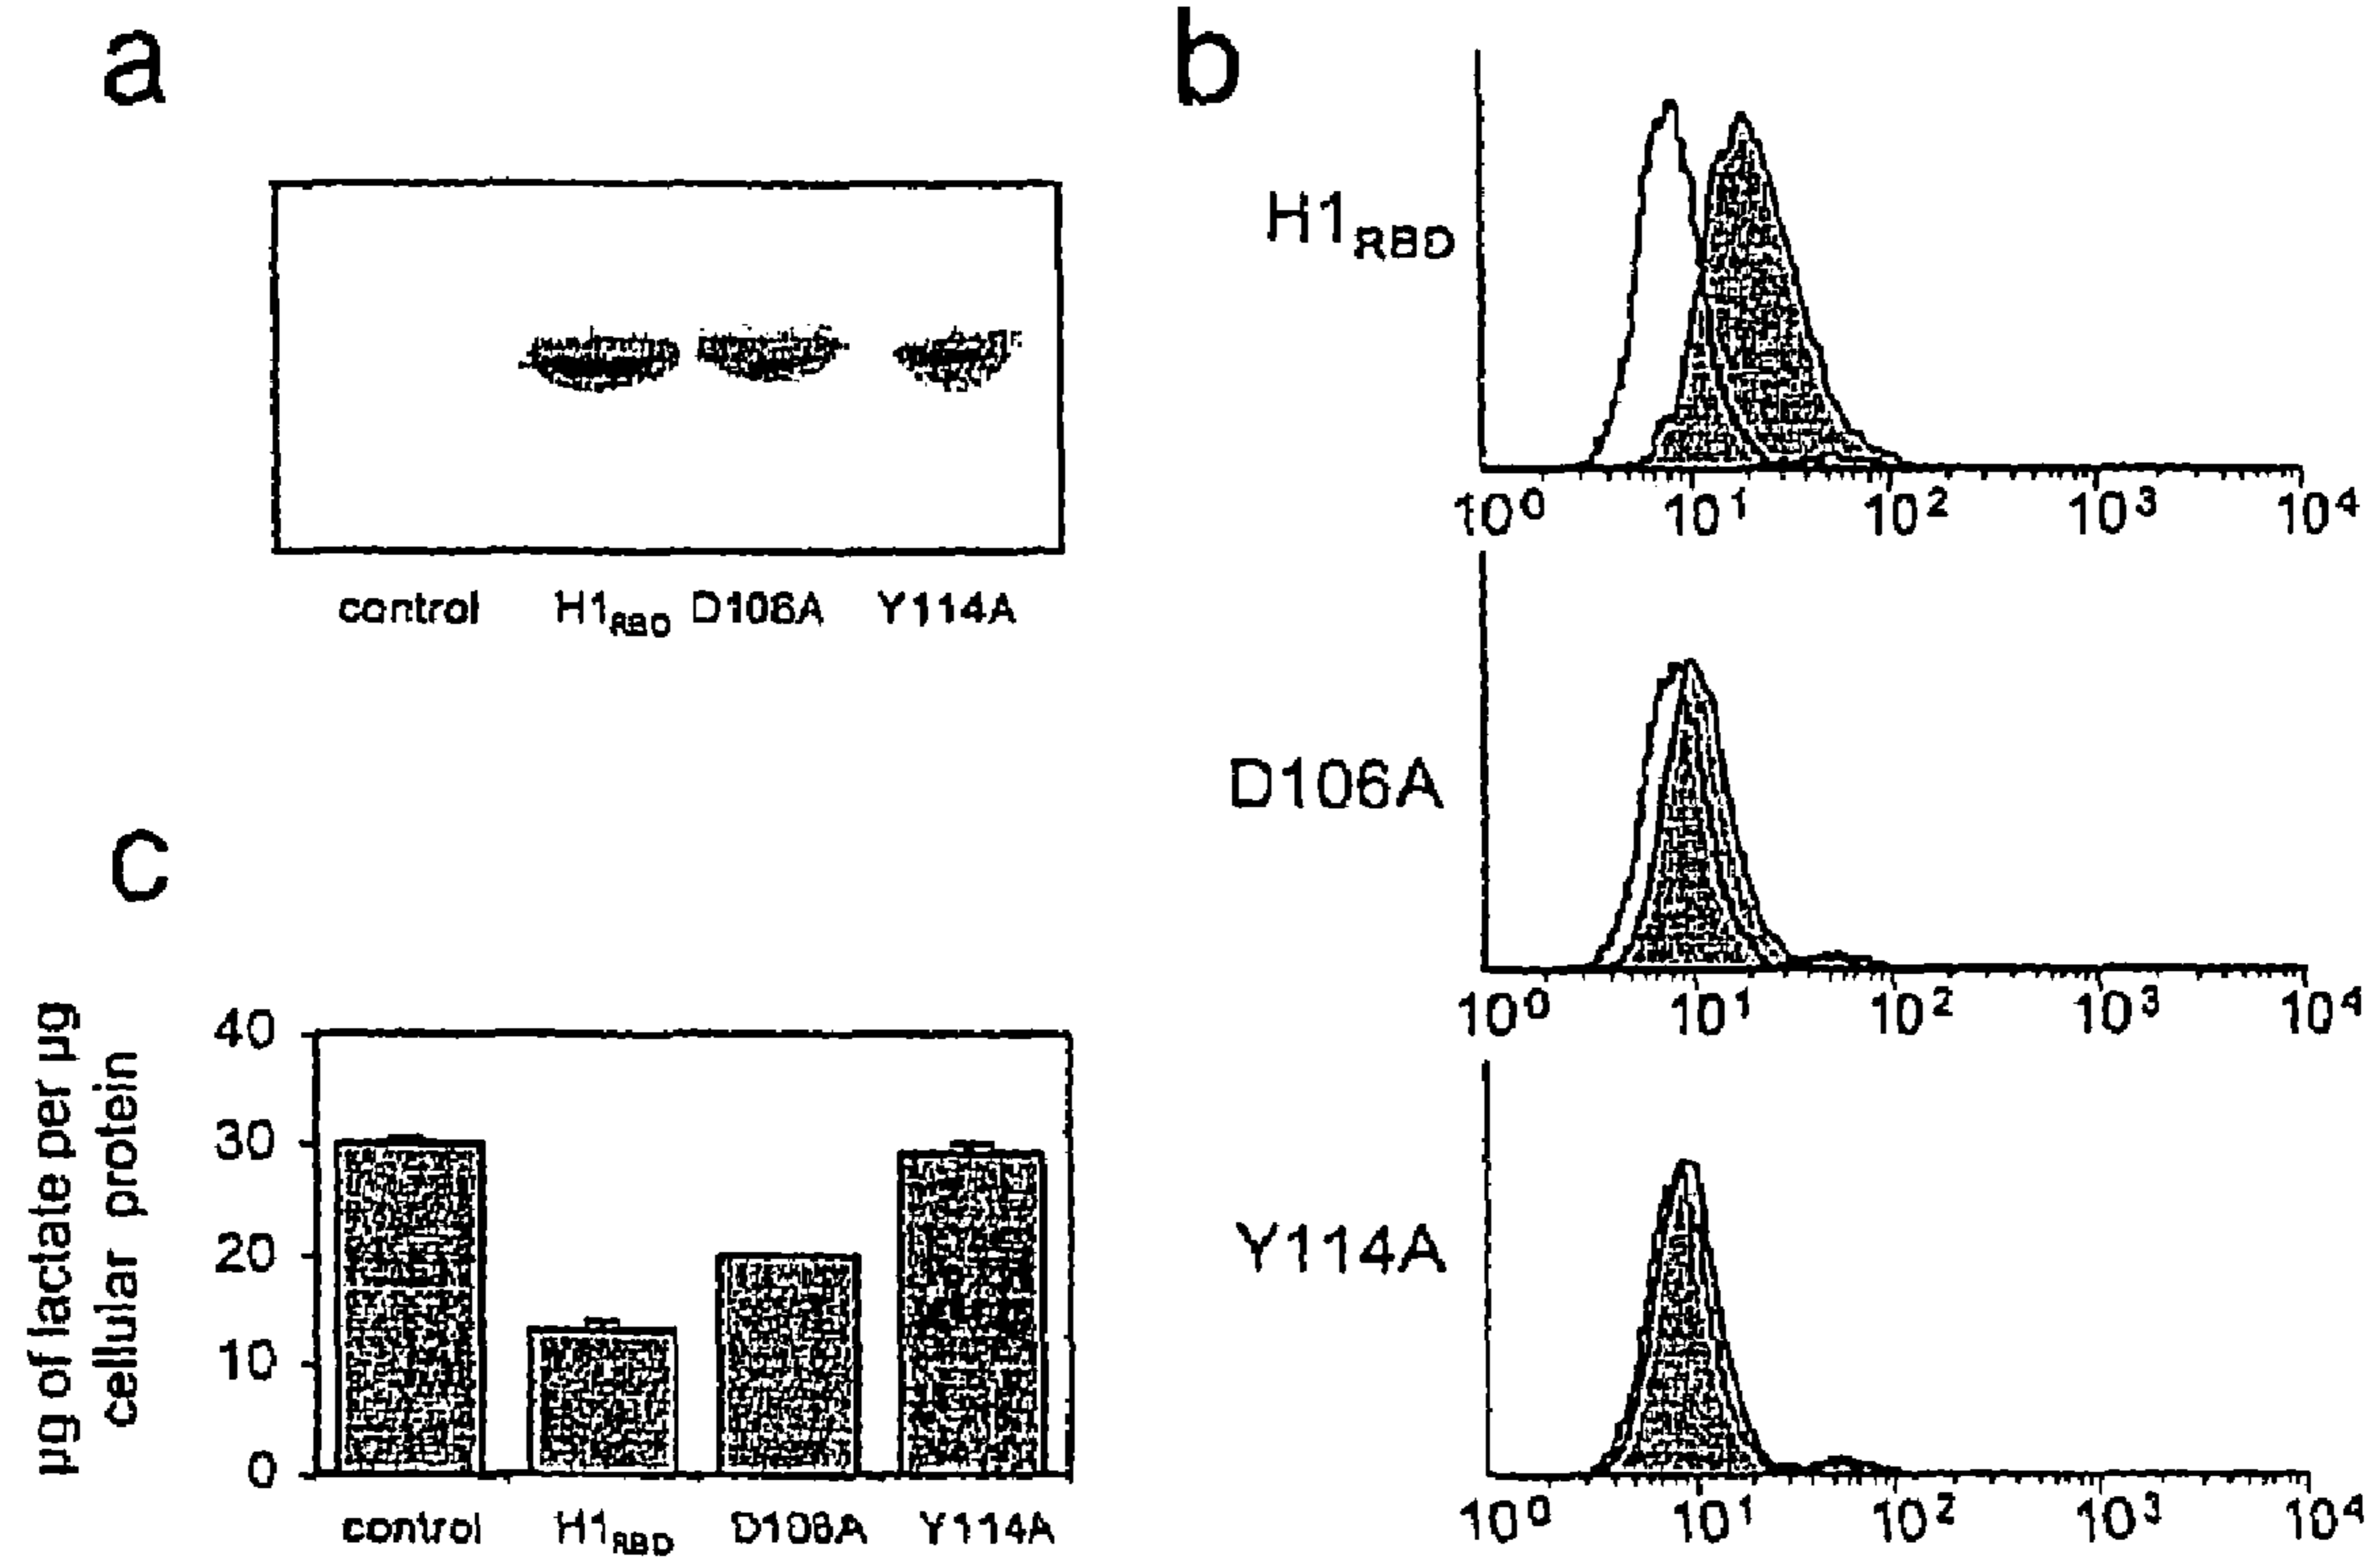 a
control H1RBD D106A Y114A
b
H1RBD
10⁰ 10¹ 10² 10³ 10⁴
D106A
10⁰ 10¹ 10² 10³ 10⁴
Y114A
10⁰ 10¹ 10² 10³ 10⁴
c
µg of lactate per µg
cellular protein
40
30
20
10
0
control H1RBD D106A Y114A